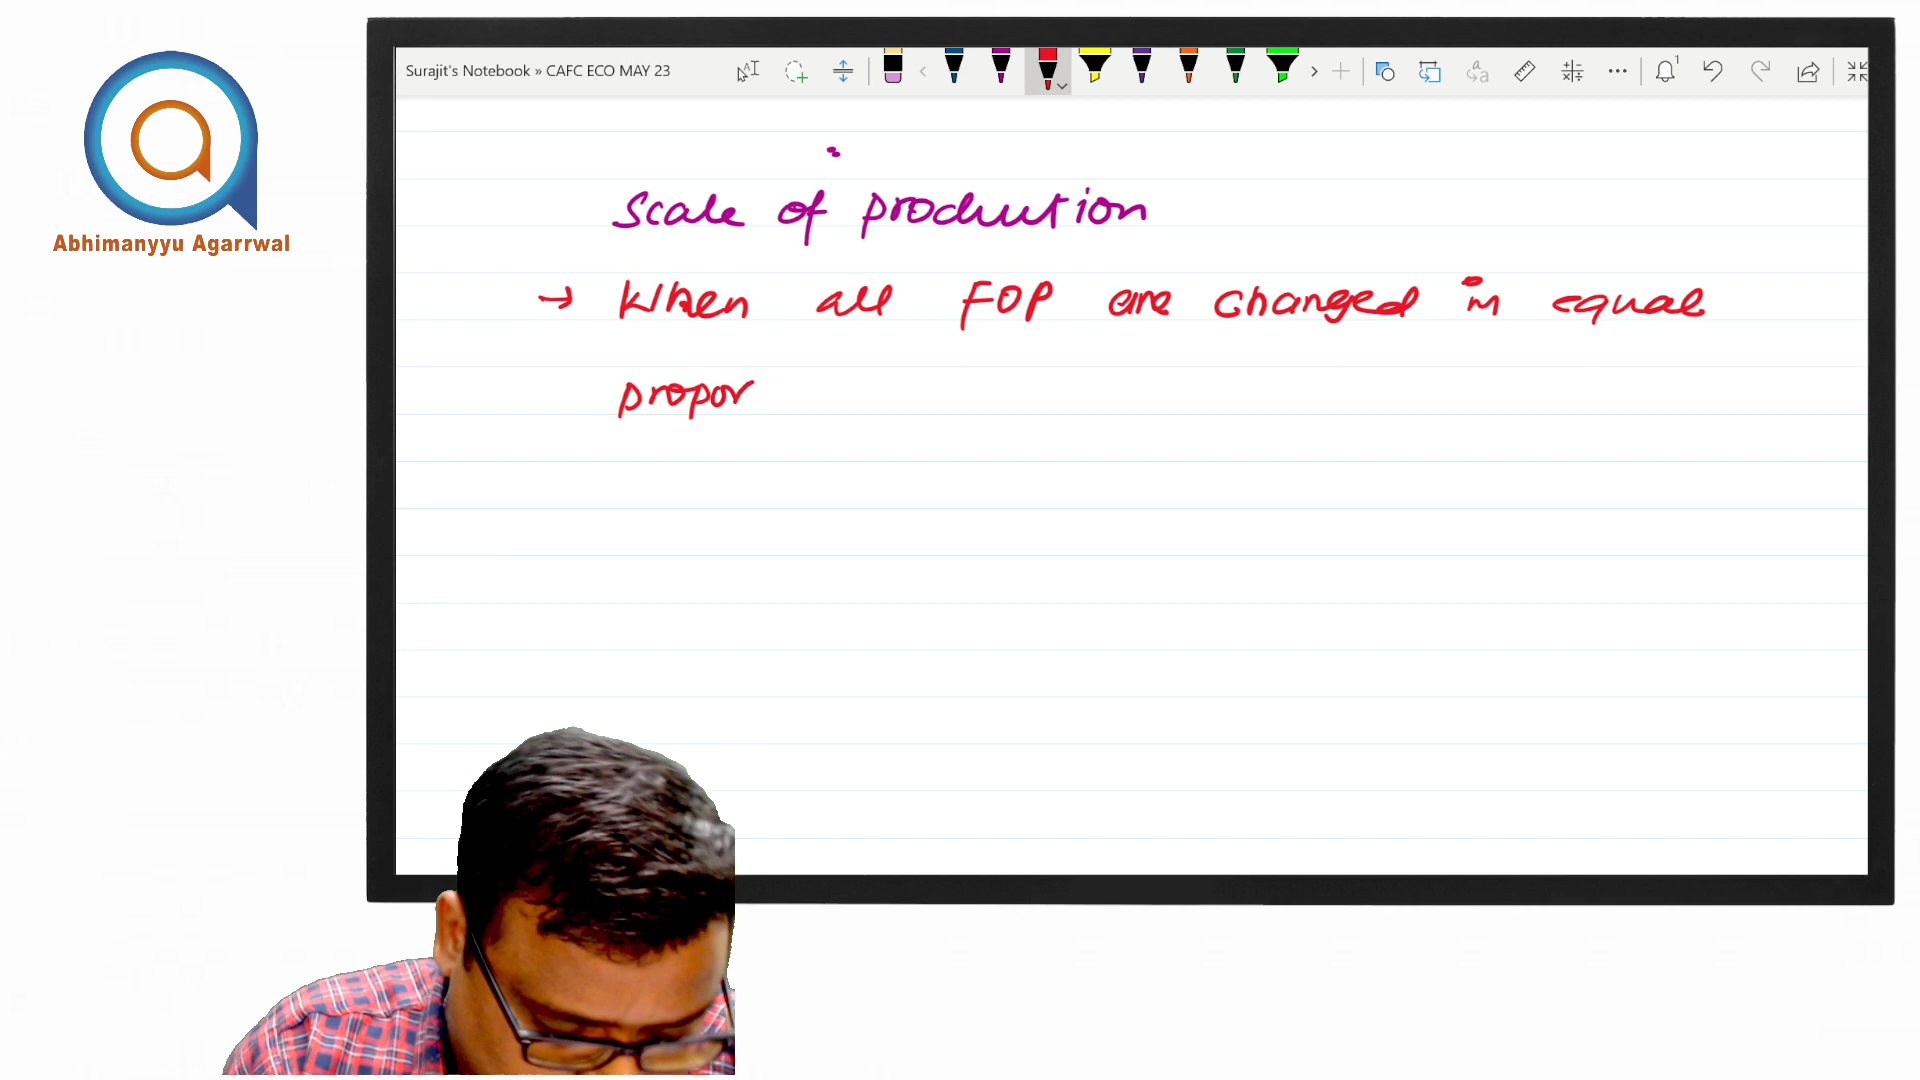 Surajit's Notebook » CAFC ECO MAY 23
Abhimanyyu Agarrwal
Scale of production
→ When all FOP are changed in equal
propor